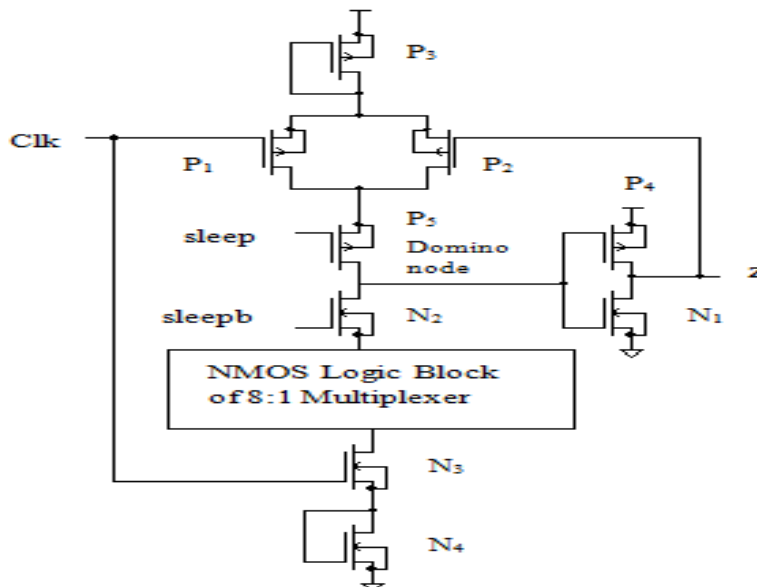 P3
Clk
P1
P2
P4
sleep
P5
Domino
node
z
sleepb
N2
N1
NMOS Logic Block
of 8:1 Multiplexer
N3
N4